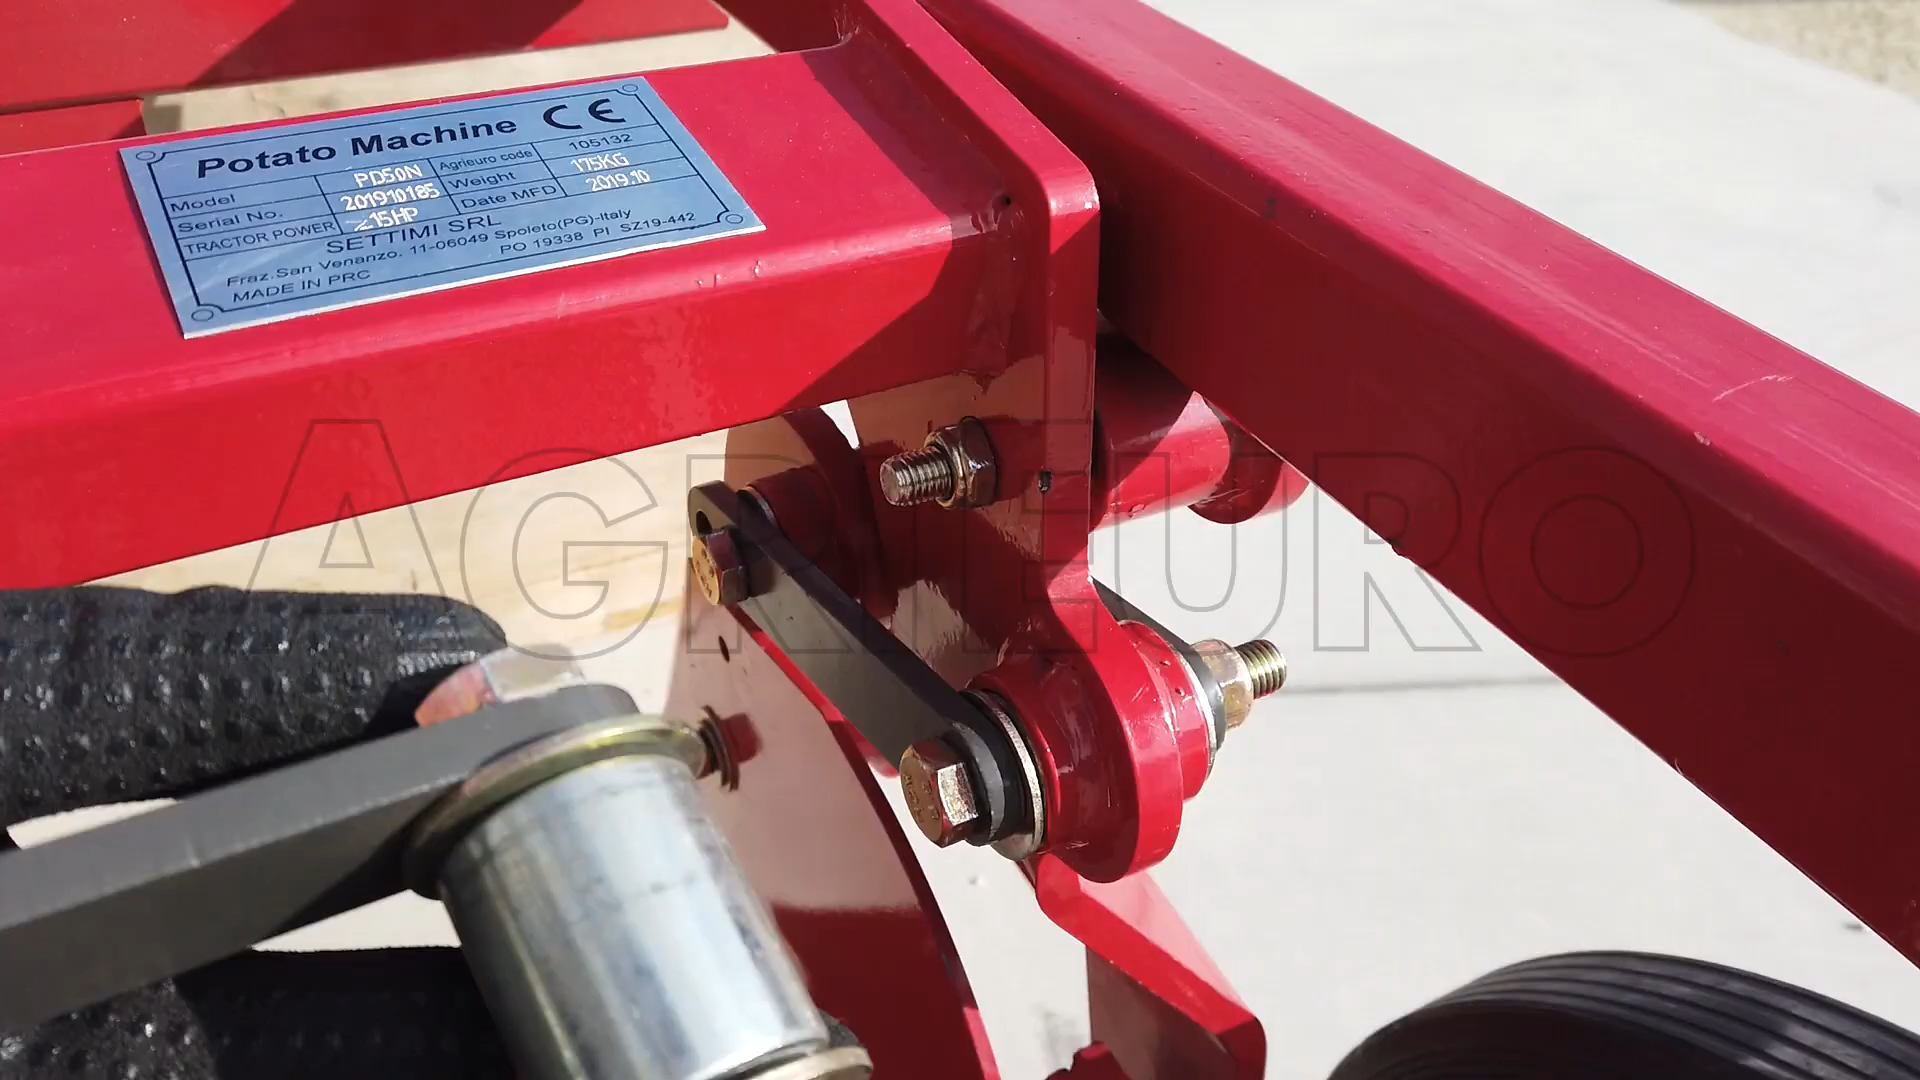 Potato Machine CE
Model PD50N Agrieuro code 105132
Serial No. 201910185 Weight 175KG
TRACTOR POWER ≥15HP Date MFD 2019.10
SETTIMI SRL
Fraz.San Venanzo. 11-06049 Spoleto(PG)-Italy
MADE IN PRC PO 19338 PI SZ19-442
AGRIEURO